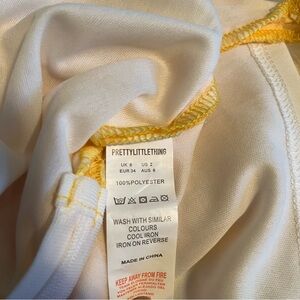 PRETTYLITTLETHING
UK 6 US 2
EUR 34 AUS 6
100%POLYESTER
WASH WITH SIMILAR
COLOURS
COOL IRON
IRON ON REVERSE
MADE IN CHINA
KEEP AWAY FROM FIRE